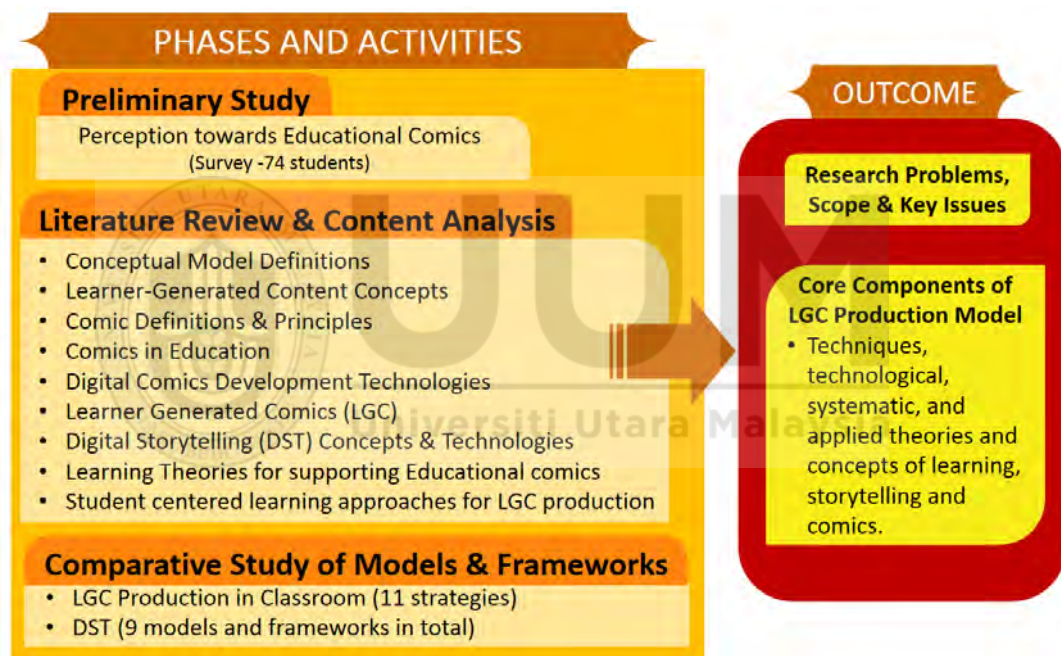 PHASES AND ACTIVITIES
Preliminary Study
Perception towards Educational Comics
(Survey -74 students)
Literature Review & Content Analysis
• Conceptual Model Definitions
• Learner-Generated Content Concepts
• Comic Definitions & Principles
• Comics in Education
• Digital Comics Development Technologies
• Learner Generated Comics (LGC)
• Digital Storytelling (DST) Concepts & Technologies
• Learning Theories for supporting Educational comics
• Student centered learning approaches for LGC production
Comparative Study of Models & Frameworks
• LGC Production in Classroom (11 strategies)
• DST (9 models and frameworks in total)
OUTCOME
Research Problems,
Scope & Key Issues
Core Components of
LGC Production Model
• Techniques,
technological,
systematic, and
applied theories and
concepts of learning,
storytelling and
comics.
UUM
Universiti Utara Malaysia